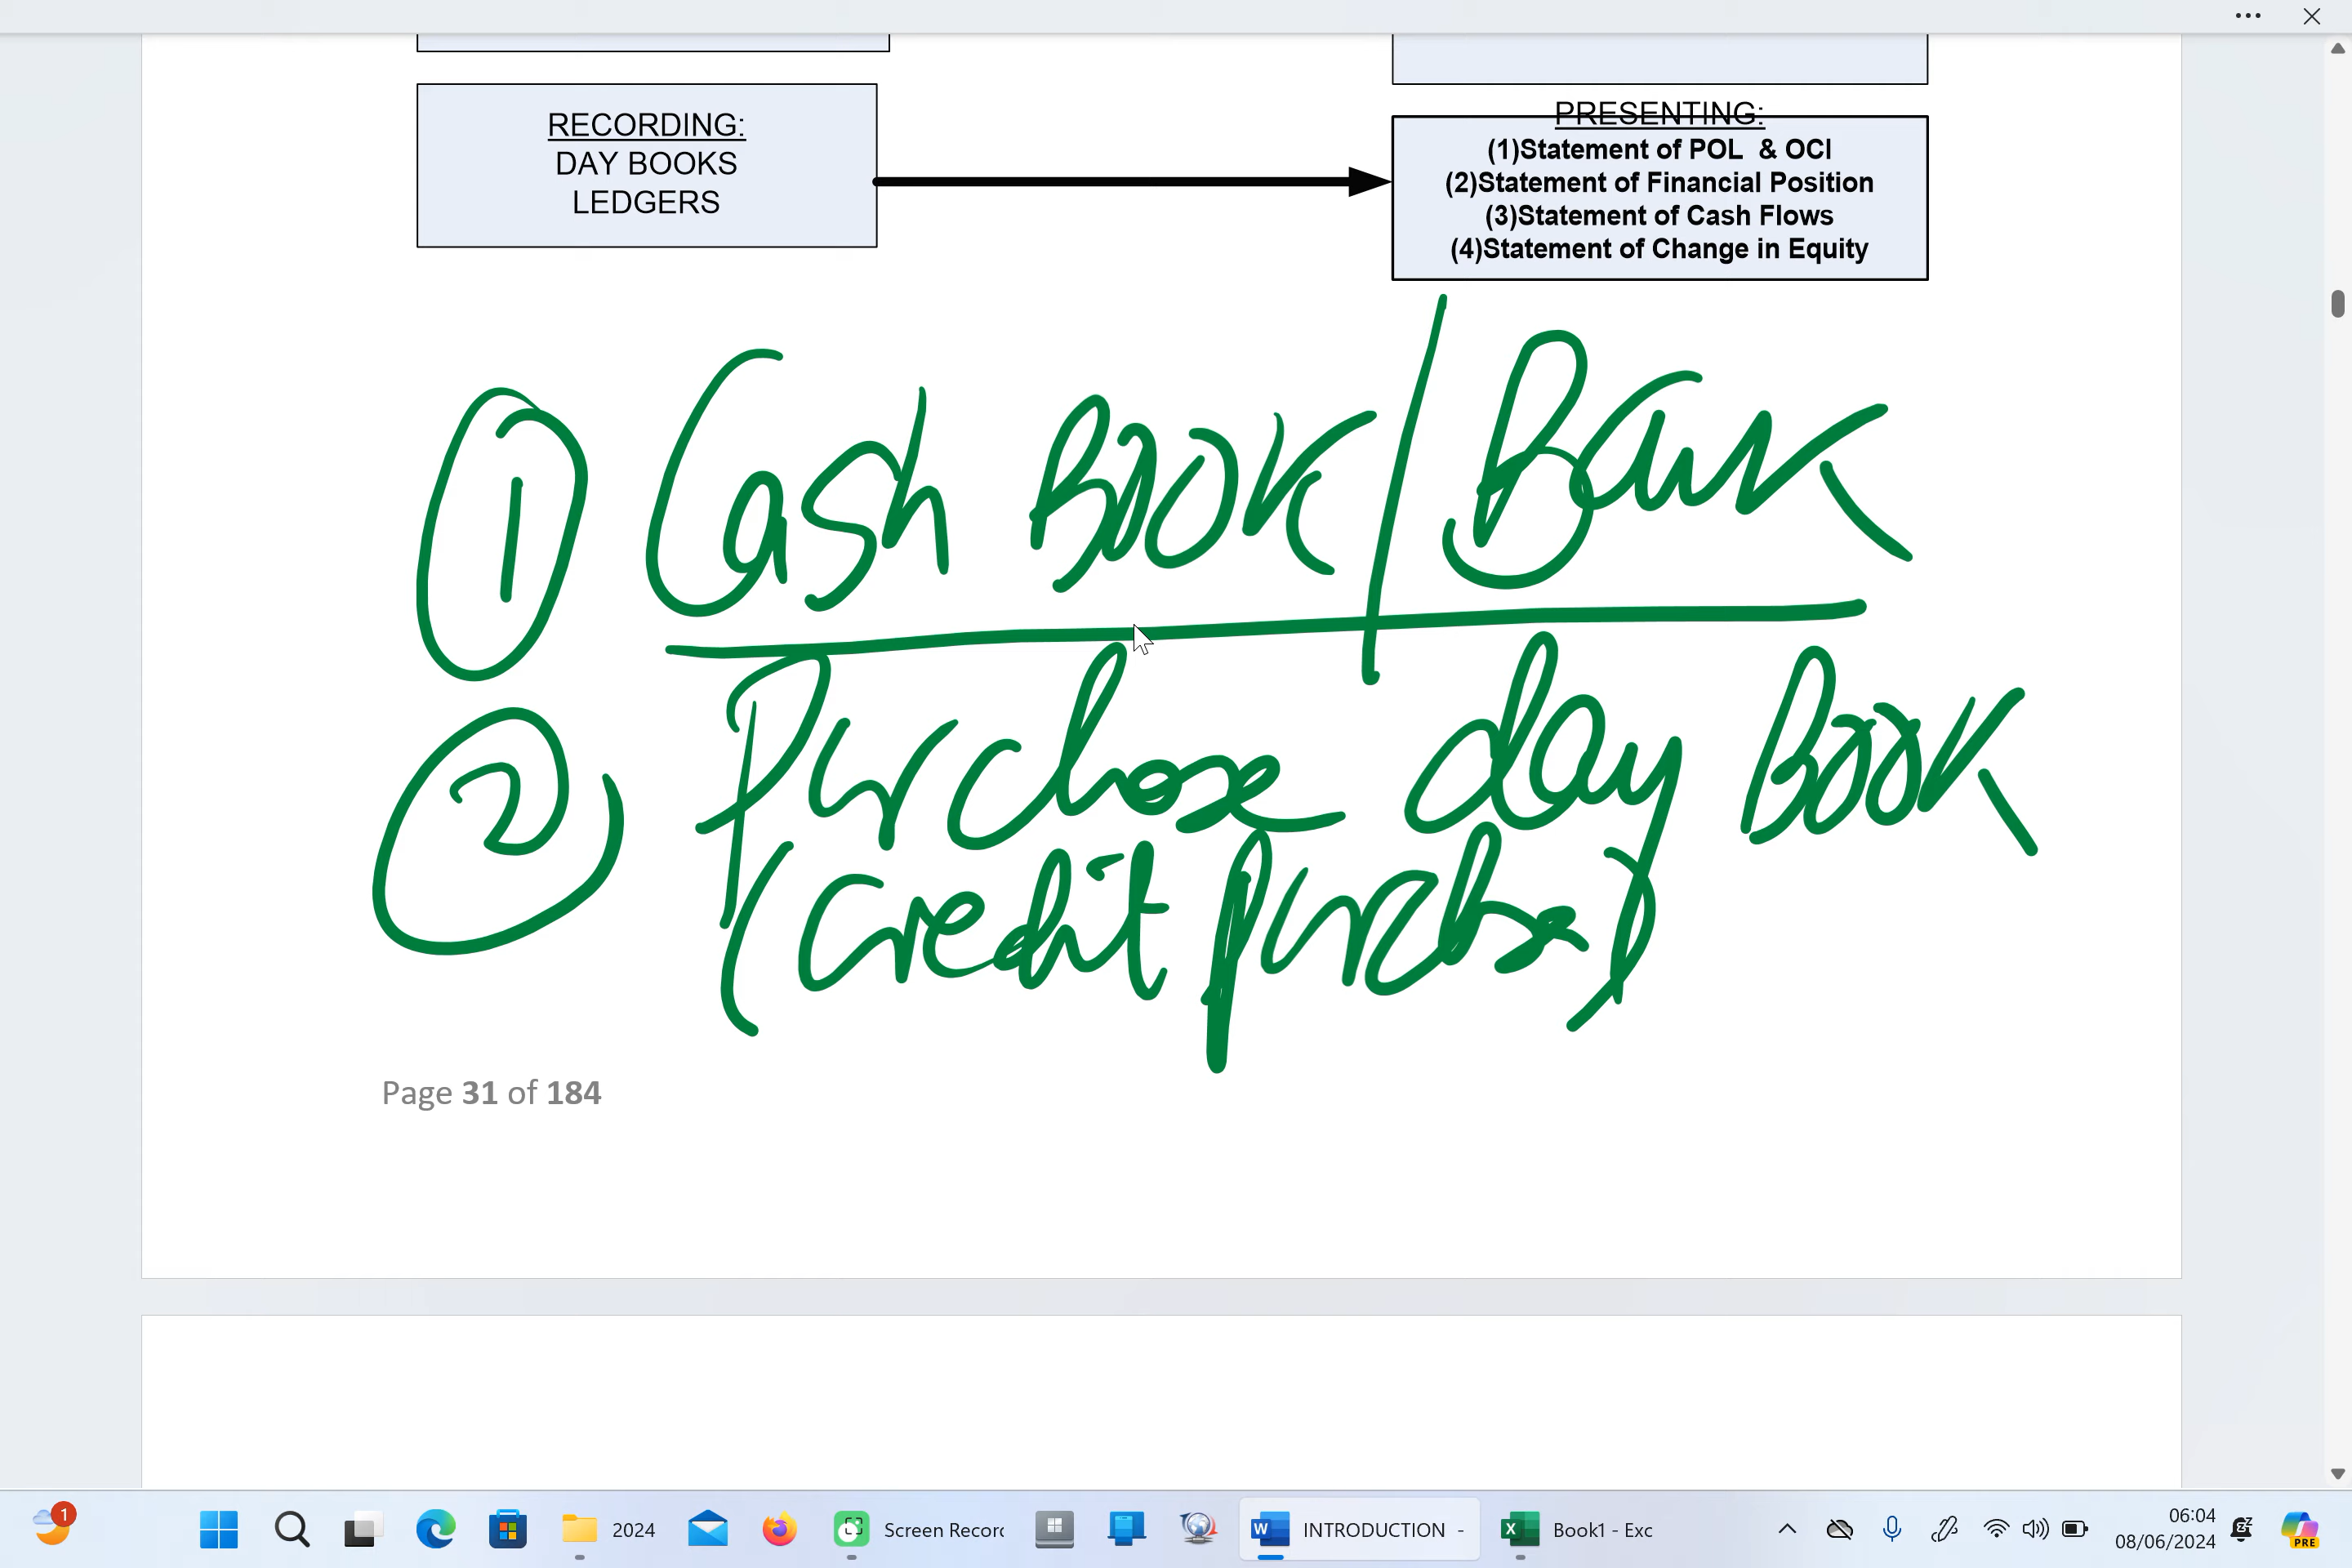 RECORDING:
DAY BOOKS
LEDGERS
PRESENTING:
(1)Statement of POL & OCI
(2)Statement of Financial Position
(3)Statement of Cash Flows
(4)Statement of Change in Equity
1 Cash Book / Bank
2 Purchase day book
(Credit purchase)
Page 31 of 184
1
2024
Screen Recor
INTRODUCTION -
Book1 - Exc
06:04
08/06/2024
PRE